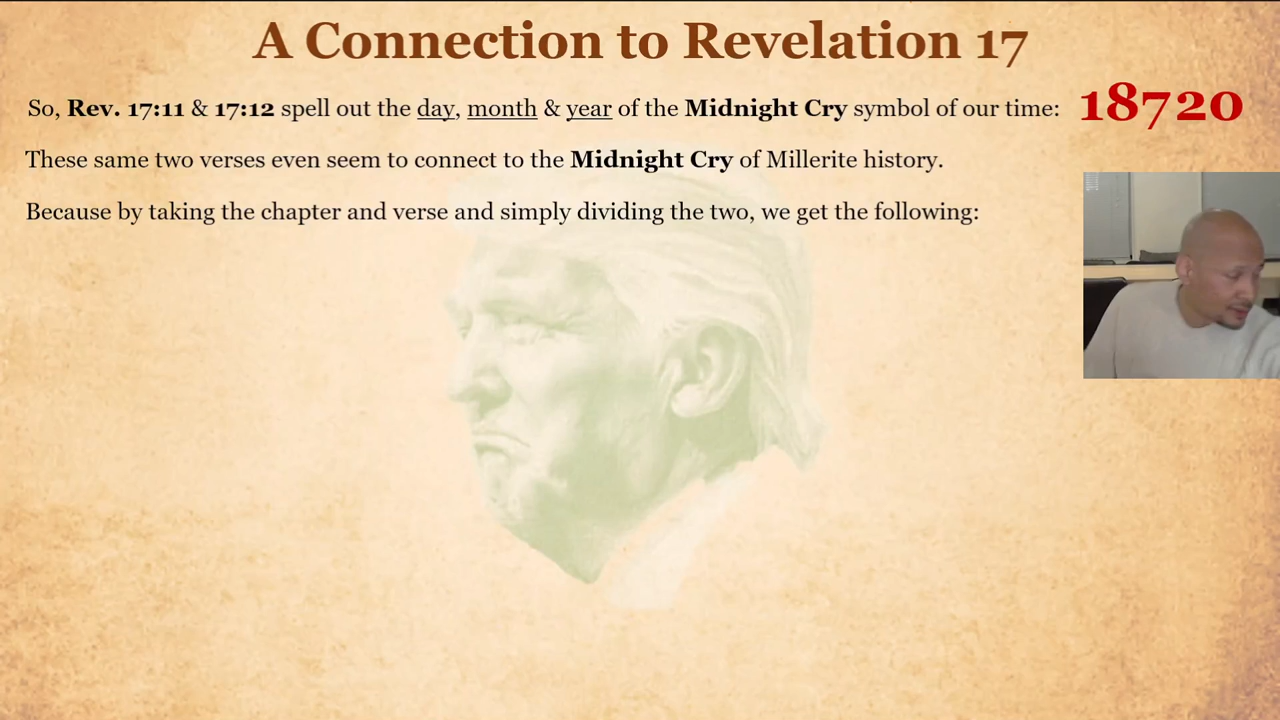 A Connection to Revelation 17
So, Rev. 17:11 & 17:12 spell out the day, month & year of the Midnight Cry symbol of our time: 18720
These same two verses even seem to connect to the Midnight Cry of Millerite history.
Because by taking the chapter and verse and simply dividing the two, we get the following: